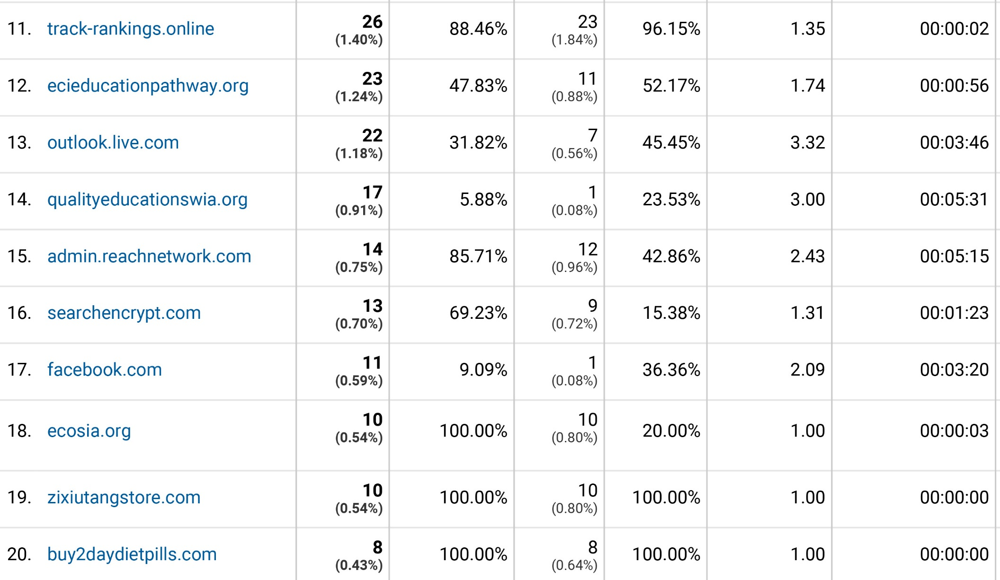 11. track-rankings.online 26 (1.40%) 88.46% 23 (1.84%) 96.15% 1.35 00:00:02
12. ecieducationpathway.org 23 (1.24%) 47.83% 11 (0.88%) 52.17% 1.74 00:00:56
13. outlook.live.com 22 (1.18%) 31.82% 7 (0.56%) 45.45% 3.32 00:03:46
14. qualityeducationswia.org 17 (0.91%) 5.88% 1 (0.08%) 23.53% 3.00 00:05:31
15. admin.reachnetwork.com 14 (0.75%) 85.71% 12 (0.96%) 42.86% 2.43 00:05:15
16. searchencrypt.com 13 (0.70%) 69.23% 9 (0.72%) 15.38% 1.31 00:01:23
17. facebook.com 11 (0.59%) 9.09% 1 (0.08%) 36.36% 2.09 00:03:20
18. ecosia.org 10 (0.54%) 100.00% 10 (0.80%) 20.00% 1.00 00:00:03
19. zixiutangstore.com 10 (0.54%) 100.00% 10 (0.80%) 100.00% 1.00 00:00:00
20. buy2daydietpills.com 8 (0.43%) 100.00% 8 (0.64%) 100.00% 1.00 00:00:00